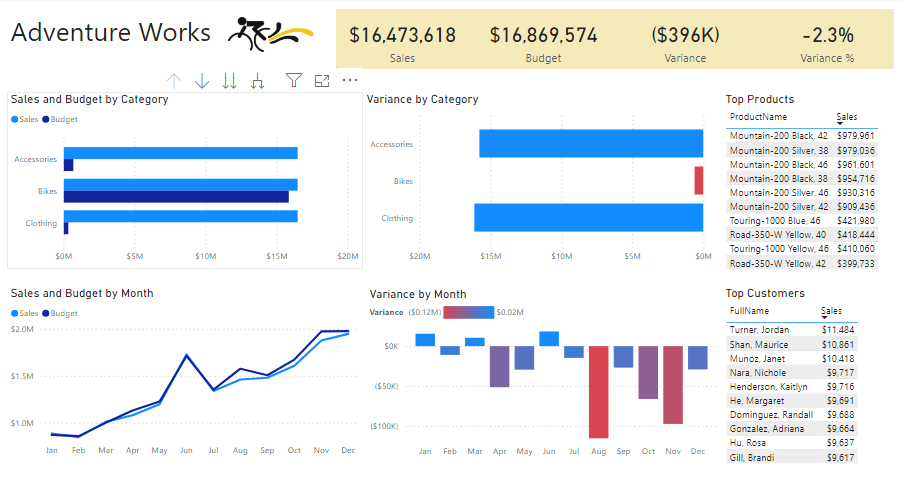 Adventure Works
$16,473,618 $16,869,574 ($396K) -2.3%
Sales Budget Variance Variance %
Sales and Budget by Category
Sales Budget
Accessories
Bikes
Clothing
$0M $5M $10M $15M $20M
Variance by Category
Accessories
Bikes
Clothing
$20M $15M $10M $5M $0M
Top Products
ProductName Sales
Mountain-200 Black, 42 $979,961
Mountain-200 Silver, 38 $979,036
Mountain-200 Black, 46 $961,601
Mountain-200 Black, 38 $954,716
Mountain-200 Silver, 46 $930,316
Mountain-200 Silver, 42 $909,436
Touring-1000 Blue, 46 $421,980
Road-350-W Yellow, 40 $418,444
Touring-1000 Yellow, 46 $410,060
Road-350-W Yellow, 42 $399,733
Sales and Budget by Month
Sales Budget
$2.0M
$1.5M
$1.0M
Jan Feb Mar Apr May Jun Jul Aug Sep Oct Nov Dec
Variance by Month
Variance ($0.12M) $0.02M
$0K
($50K)
($100K)
Jan Feb Mar Apr May Jun Jul Aug Sep Oct Nov Dec
Top Customers
FullName Sales
Turner, Jordan $11,484
Shan, Maurice $10,861
Munoz, Janet $10,418
Nara, Nichole $9,717
Henderson, Kaitlyn $9,716
He, Margaret $9,691
Dominguez, Randall $9,688
Gonzalez, Adriana $9,664
Hu, Rosa $9,637
Gill, Brandi $9,617